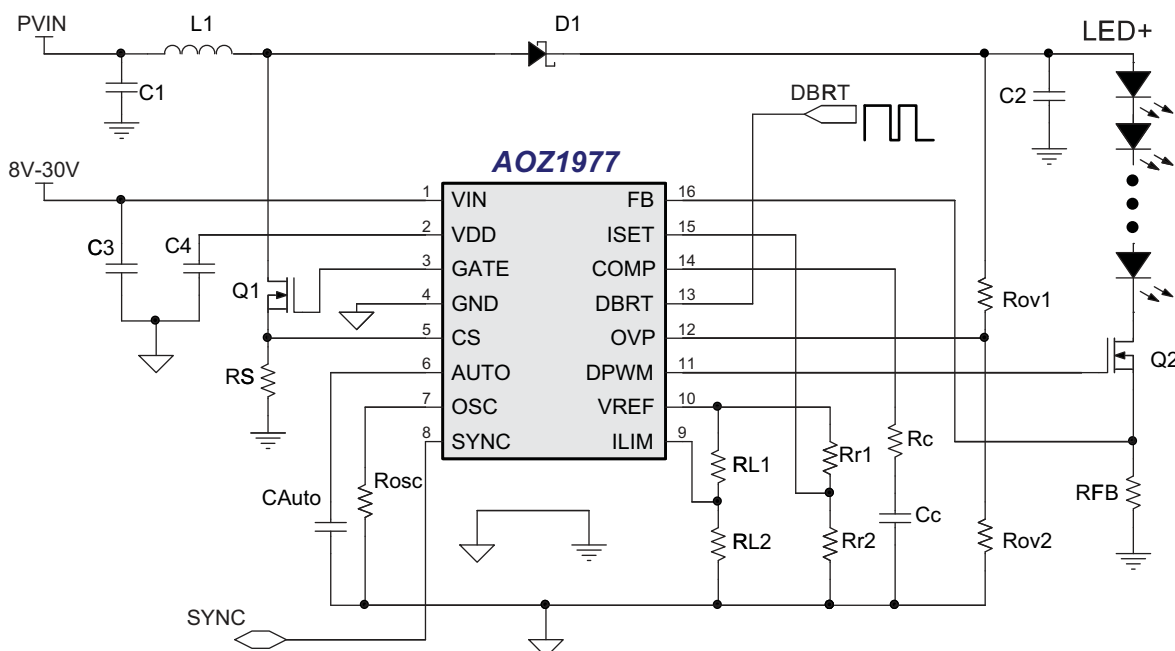 PVIN
L1
D1
LED+
C1
C2
DBRT
AOZ1977
8V-30V
1 VIN FB 16
2 VDD ISET 15
3 GATE COMP 14
4 GND DBRT 13
5 CS OVP 12
6 AUTO DPWM 11
7 OSC VREF 10
8 SYNC ILIM 9
C3
C4
Q1
Rov1
RS
Q2
Rosc
CAuto
RL1
Rr1
Rc
RFB
RL2
Rr2
Cc
Rov2
SYNC